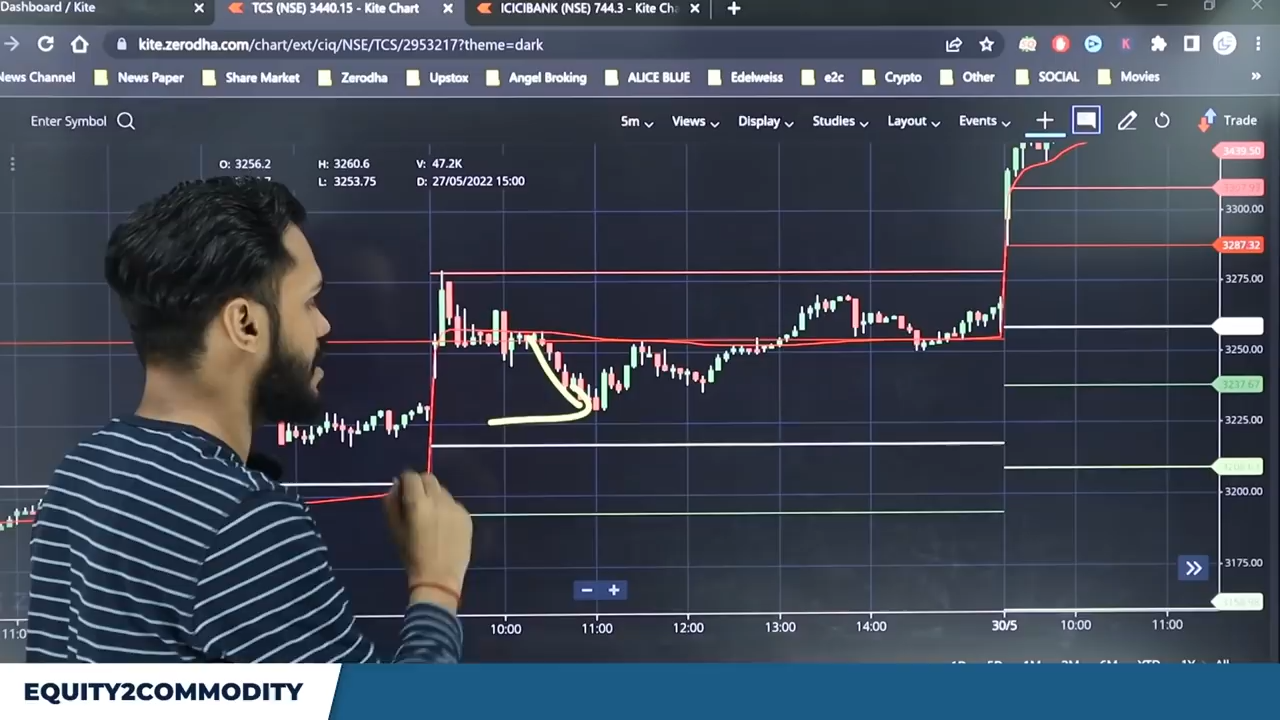 Dashboard / Kite
TCS (NSE) 3440.15 - Kite Chart
ICICIBANK (NSE) 744.3 - Kite Cha
kite.zerodha.com/chart/ext/ciq/NSE/TCS/2953217?theme=dark
News Channel News Paper Share Market Zerodha Upstox Angel Broking ALICE BLUE Edelweiss e2c Crypto Other SOCIAL Movies
Enter Symbol 5m Views Display Studies Layout Events Trade
O: 3256.2 H: 3260.6 V: 47.2K
L: 3253.75 D: 27/05/2022 15:00
3439.50
3300.00
3287.32
3275.00
3250.00
3237.67
3225.00
3200.00
3175.00
11:0 10:00 11:00 12:00 13:00 14:00 30/5 10:00 11:00
EQUITY2COMMODITY